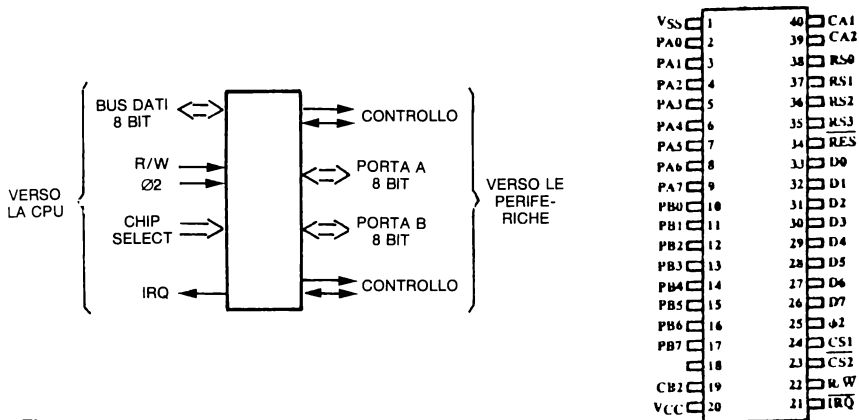 BUS DATI
8 BIT
R/W
Ø2
CHIP
SELECT
IRQ
VERSO
LA CPU
CONTROLLO
PORTA A
8 BIT
PORTA B
8 BIT
CONTROLLO
VERSO LE
PERIFE-
RICHE
VSS 1
PA0 2
PA1 3
PA2 4
PA3 5
PA4 6
PA5 7
PA6 8
PA7 9
PB0 10
PB1 11
PB2 12
PB3 13
PB4 14
PB5 15
PB6 16
PB7 17
18
CB2 19
VCC 20
40 CA1
39 CA2
38 RS0
37 RS1
36 RS2
35 RS3
34 RES
33 D0
32 D1
31 D2
30 D3
29 D4
28 D5
27 D6
26 D7
25 ϕ2
24 CS1
23 CS2
22 R/W
21 IRQ